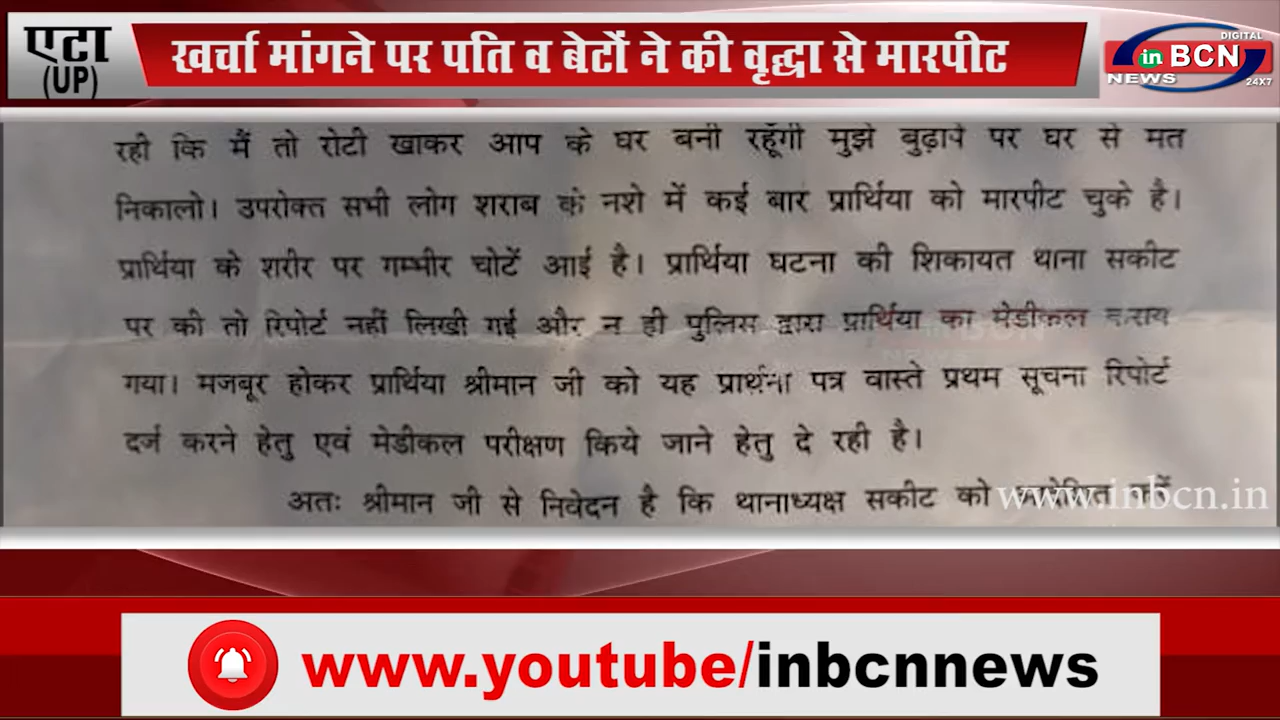 एटा
(UP)
खर्चा मांगने पर पति व बेटों ने की वृद्धा से मारपीट
DIGITAL
in BCN
NEWS
24X7
रही कि मैं तो रोटी खाकर आप के घर बनी रहूँगी मुझे बुढ़ापे पर घर से मत
निकालो। उपरोक्त सभी लोग शराब के नशे में कई बार प्रार्थिया को मारपीट चुके है।
प्रार्थिया के शरीर पर गम्भीर चोटें आई है। प्रार्थिया घटना की शिकायत थाना सकीट
पर की तो रिपोर्ट नहीं लिखी गई और न ही पुलिस द्वारा प्रार्थिया का मेडीकल
गया। मजबूर होकर प्रार्थिया श्रीमान जी को यह प्रार्थना पत्र वास्ते प्रथम सूचना रिपोर्ट
दर्ज करने हेतु एवं मेडीकल परीक्षण किये जाने हेतु दे रही है।
अतः श्रीमान जी से निवेदन है कि थानाध्यक्ष सकीट को
www.inbcn.in
www.youtube/inbcnnews